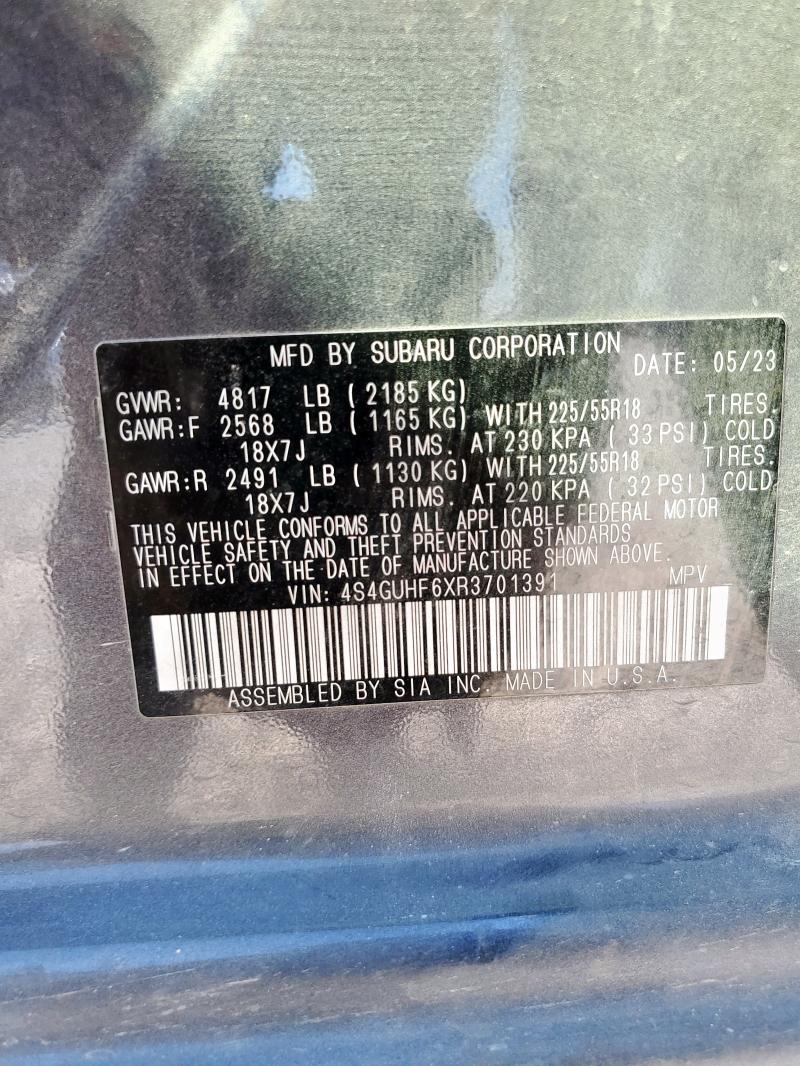 MFD BY SUBARU CORPORATION DATE: 05/23
GVWR: 4817 LB ( 2185 KG)
GAWR:F 2568 LB ( 1165 KG) WITH 225/55R18 TIRES.
18X7J RIMS. AT 230 KPA ( 33 PSI) COLD
GAWR:R 2491 LB ( 1130 KG) WITH 225/55R18 TIRES.
18X7J RIMS. AT 220 KPA ( 32 PSI) COLD
THIS VEHICLE CONFORMS TO ALL APPLICABLE FEDERAL MOTOR
VEHICLE SAFETY AND THEFT PREVENTION STANDARDS
IN EFFECT ON THE DATE OF MANUFACTURE SHOWN ABOVE.
VIN: 4S4GUHF6XR3701391 MPV
ASSEMBLED BY SIA INC. MADE IN U.S.A.